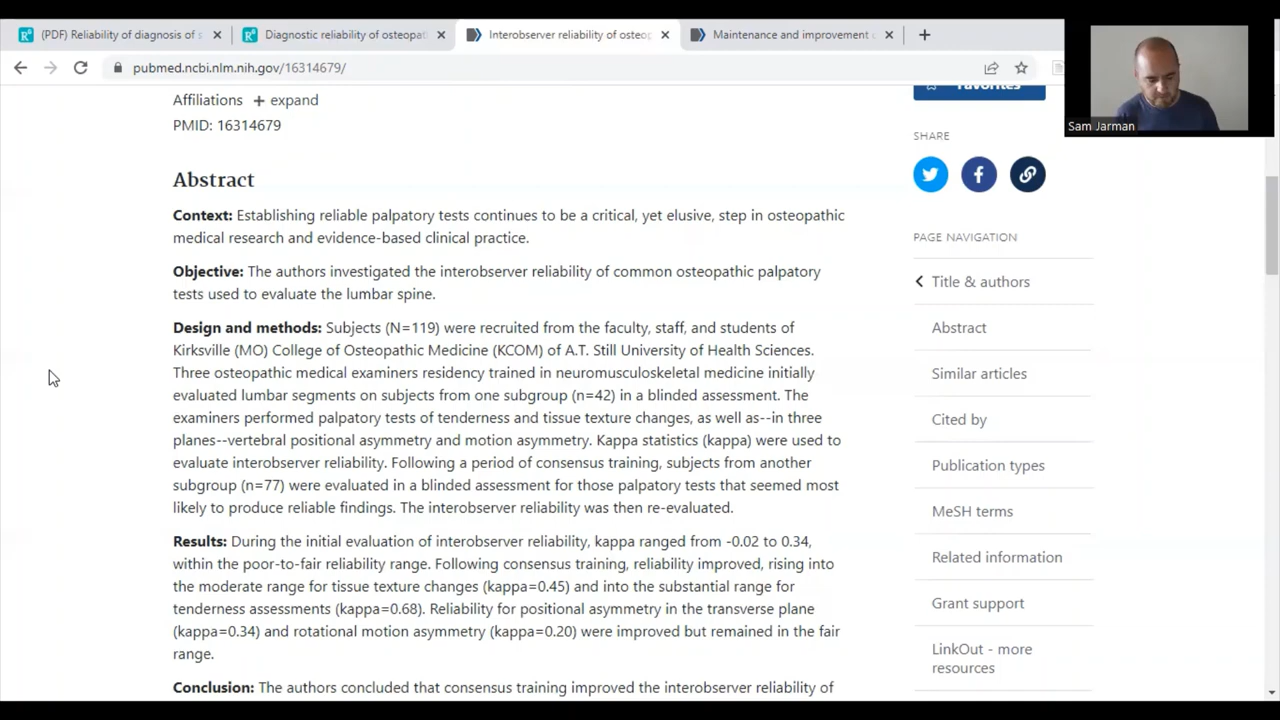 (PDF) Reliability of diagnosis of s
Diagnostic reliability of osteopat
Interobserver reliability of osteop
Maintenance and improvement
pubmed.ncbi.nlm.nih.gov/16314679/
Sam Jarman
Favorites
Affiliations + expand
PMID: 16314679
SHARE
Abstract
Context: Establishing reliable palpatory tests continues to be a critical, yet elusive, step in osteopathic
medical research and evidence-based clinical practice.
Objective: The authors investigated the interobserver reliability of common osteopathic palpatory
tests used to evaluate the lumbar spine.
Design and methods: Subjects (N=119) were recruited from the faculty, staff, and students of
Kirksville (MO) College of Osteopathic Medicine (KCOM) of A.T. Still University of Health Sciences.
Three osteopathic medical examiners residency trained in neuromusculoskeletal medicine initially
evaluated lumbar segments on subjects from one subgroup (n=42) in a blinded assessment. The
examiners performed palpatory tests of tenderness and tissue texture changes, as well as--in three
planes--vertebral positional asymmetry and motion asymmetry. Kappa statistics (kappa) were used to
evaluate interobserver reliability. Following a period of consensus training, subjects from another
subgroup (n=77) were evaluated in a blinded assessment for those palpatory tests that seemed most
likely to produce reliable findings. The interobserver reliability was then re-evaluated.
Results: During the initial evaluation of interobserver reliability, kappa ranged from -0.02 to 0.34,
within the poor-to-fair reliability range. Following consensus training, reliability improved, rising into
the moderate range for tissue texture changes (kappa=0.45) and into the substantial range for
tenderness assessments (kappa=0.68). Reliability for positional asymmetry in the transverse plane
(kappa=0.34) and rotational motion asymmetry (kappa=0.20) were improved but remained in the fair
range.
Conclusion: The authors concluded that consensus training improved the interobserver reliability of
PAGE NAVIGATION
Title & authors
Abstract
Similar articles
Cited by
Publication types
MeSH terms
Related information
Grant support
LinkOut - more
resources